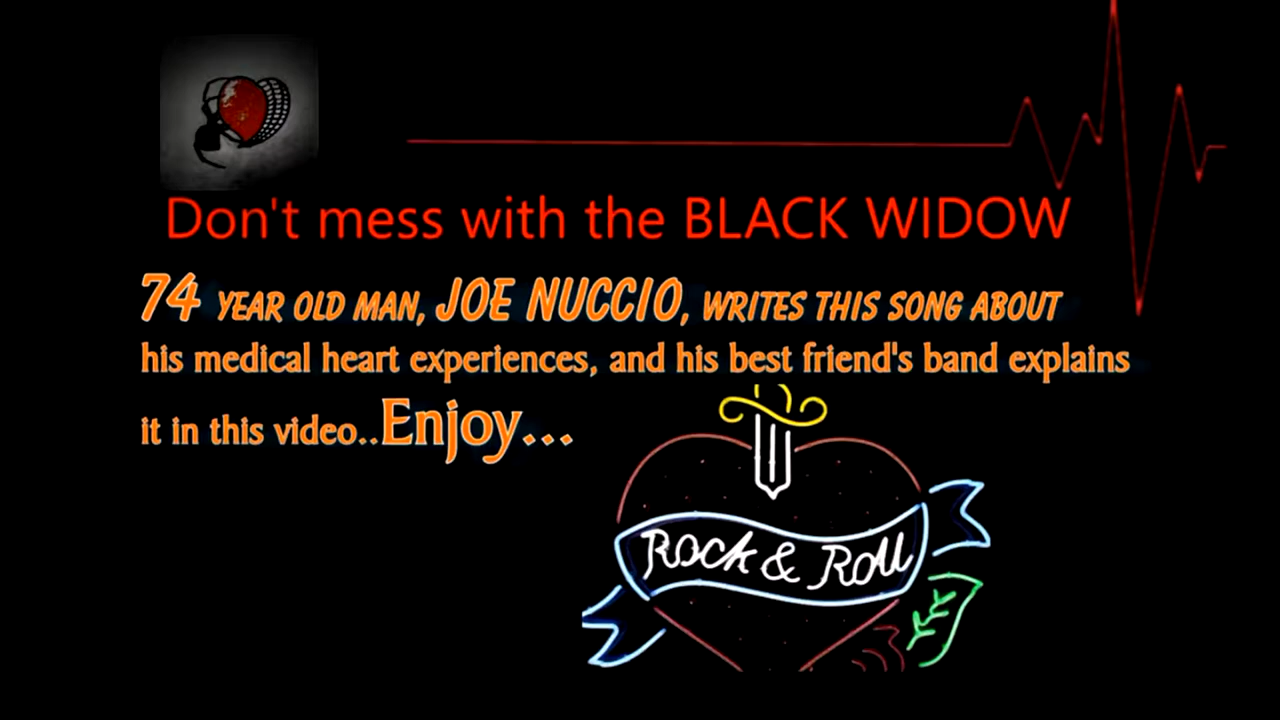 Don't mess with the BLACK WIDOW
74 YEAR OLD MAN, JOE NUCCIO, WRITES THIS SONG ABOUT
his medical heart experiences, and his best friend's band explains
it in this video..Enjoy...
Rock & Roll